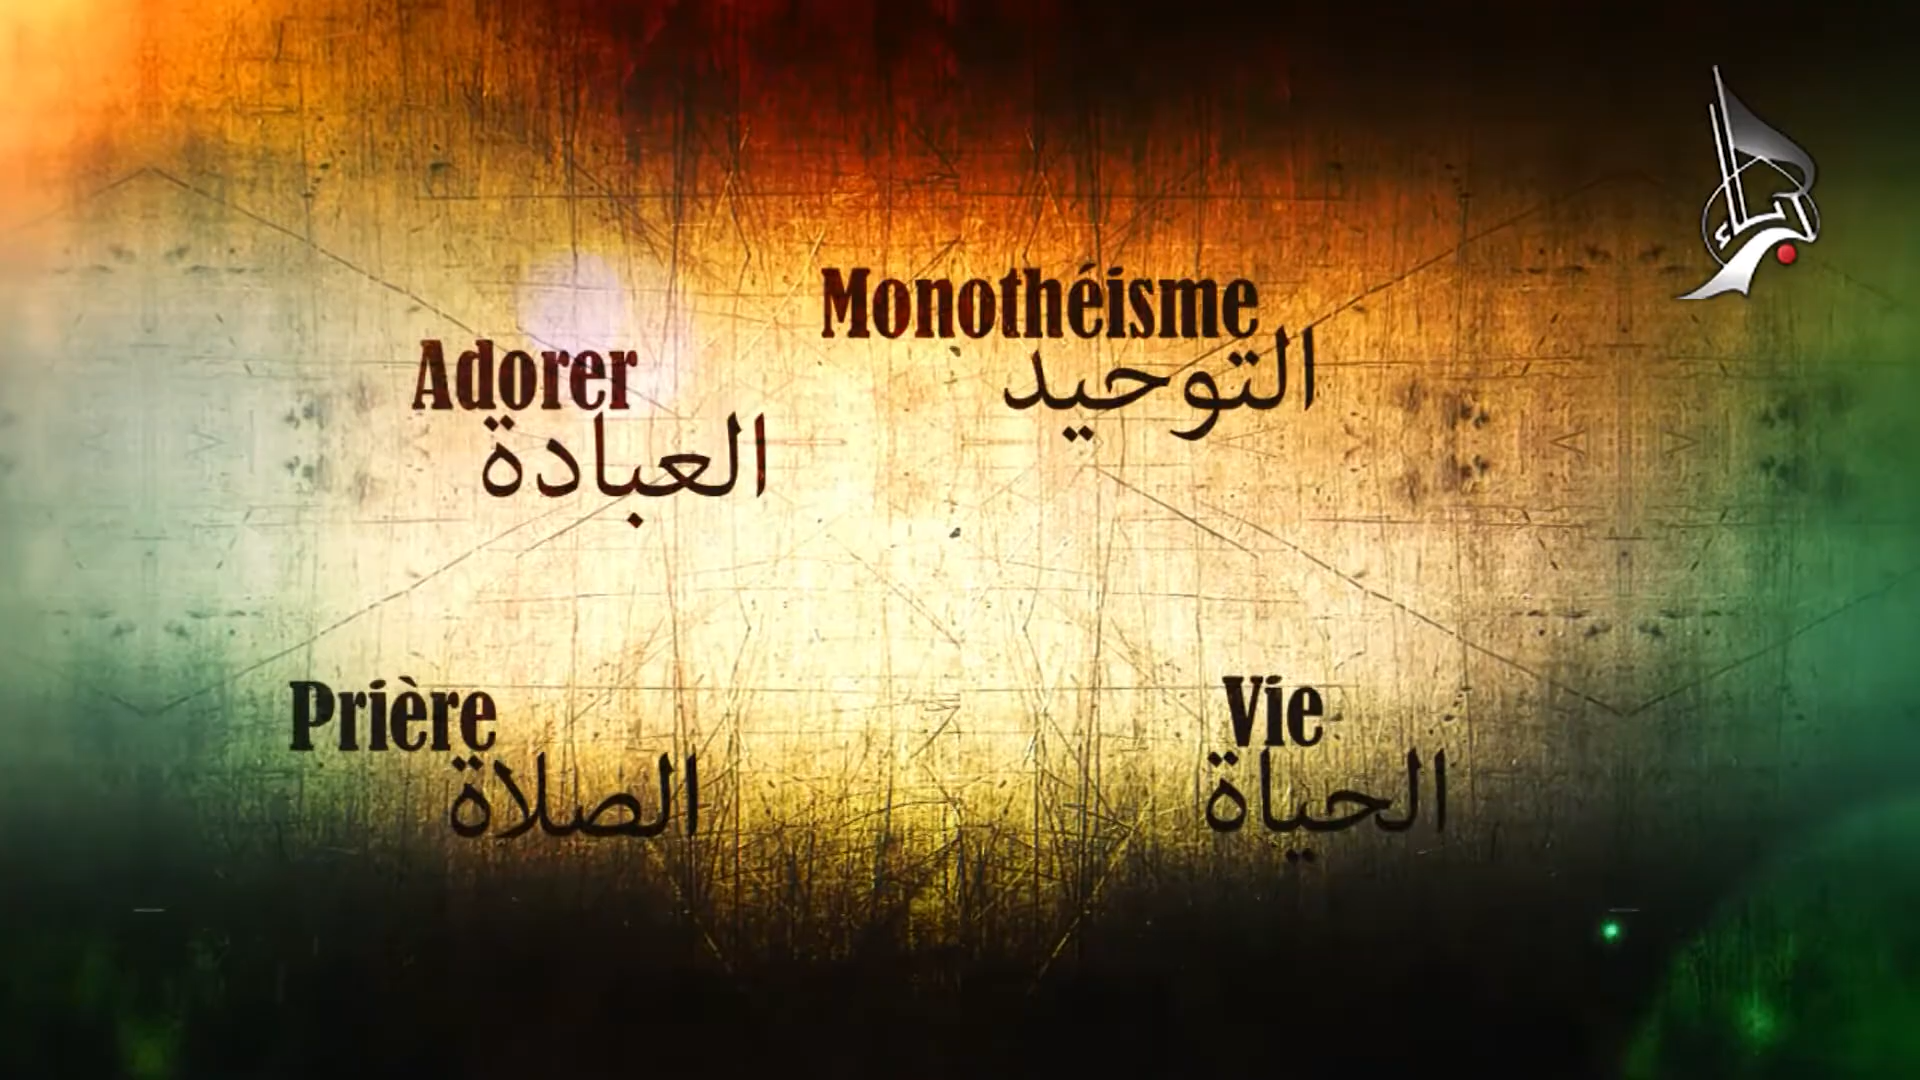 Monothéisme
التوحيد
Adorer
العبادة
Prière
الصلاة
Vie
الحياة